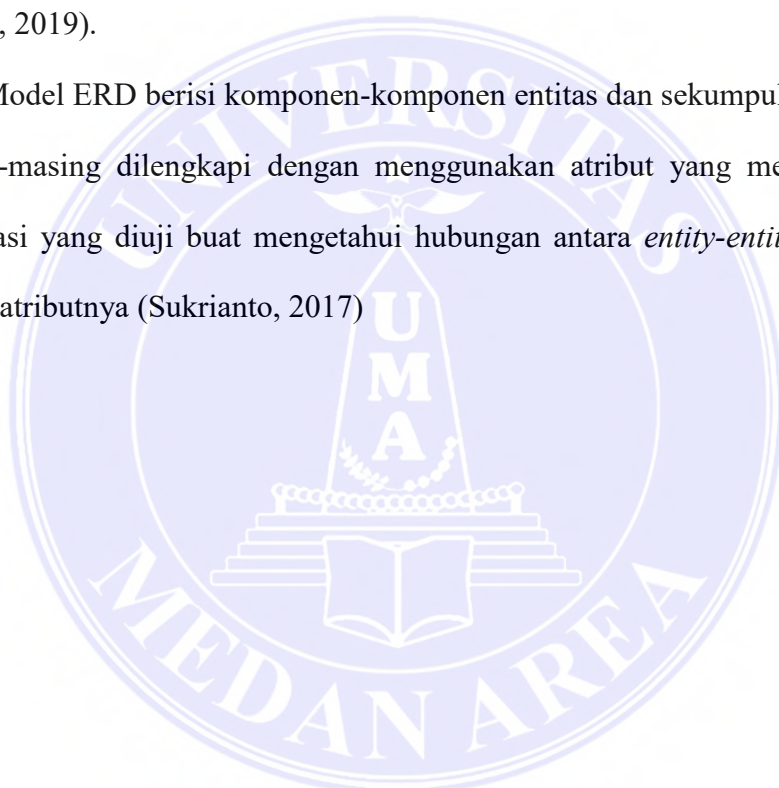 , 2019).
Model ERD berisi komponen-komponen entitas dan sekumpul
-masing dilengkapi dengan menggunakan atribut yang me
asi yang diuji buat mengetahui hubungan antara entity-entit
atributnya (Sukrianto, 2017)
UNIVERSITAS
UMA
MEDAN AREA